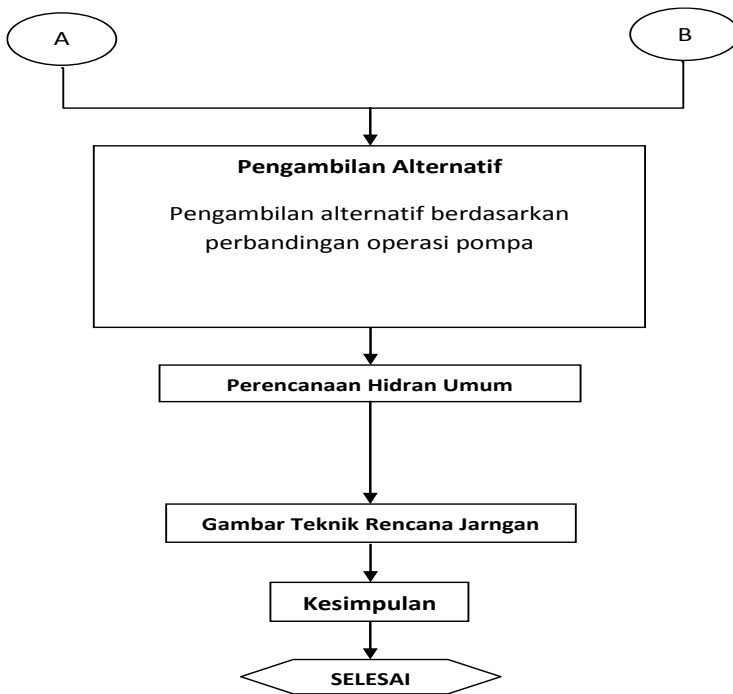 A
B
Pengambilan Alternatif
Pengambilan alternatif berdasarkan
perbandingan operasi pompa
Perencanaan Hidran Umum
Gambar Teknik Rencana Jarngan
Kesimpulan
SELESAI